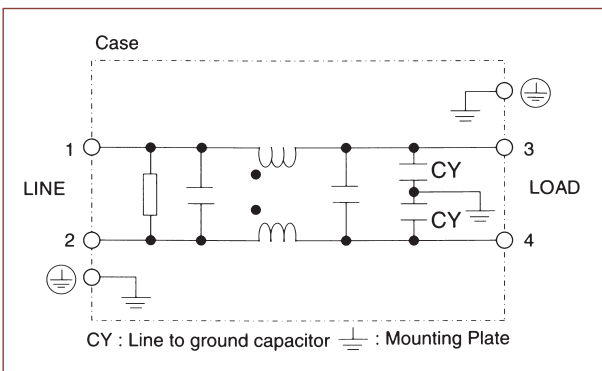 Case
1
3
CY
LINE
LOAD
CY
2
4
CY : Line to ground capacitor : Mounting Plate